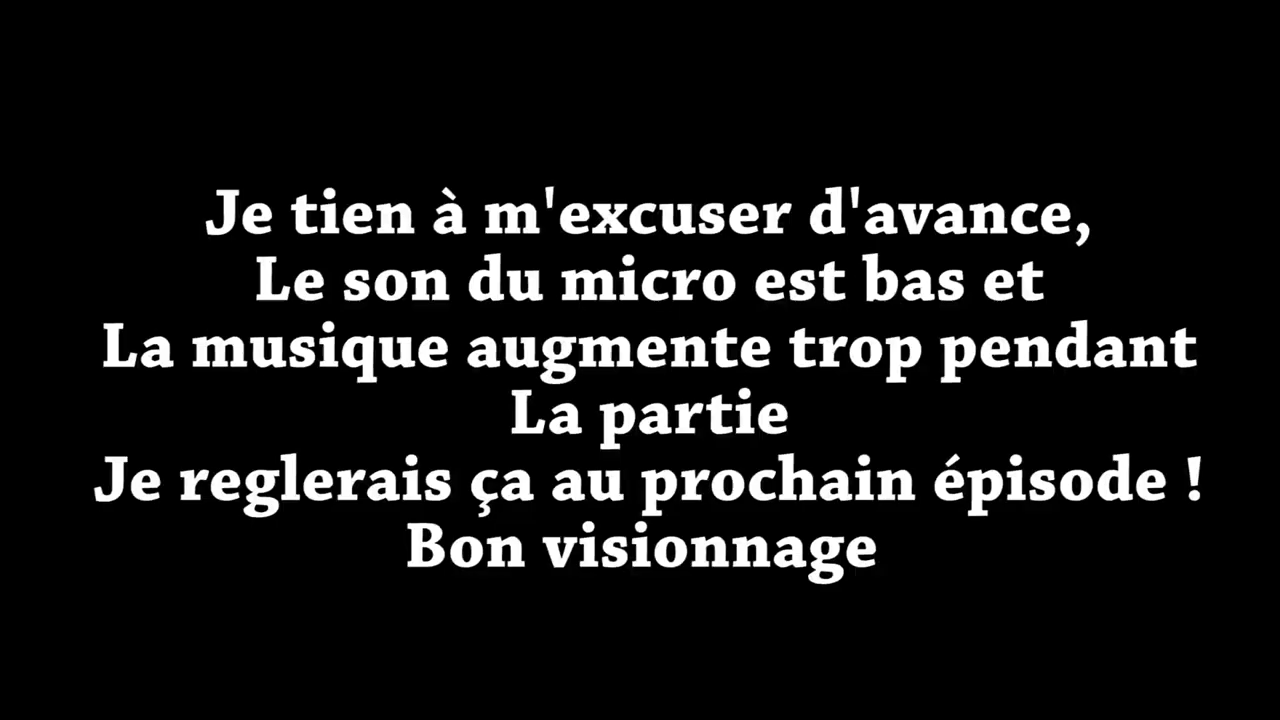 Je tien à m'excuser d'avance,
Le son du micro est bas et
La musique augmente trop pendant
La partie
Je reglerais ça au prochain épisode !
Bon visionnage